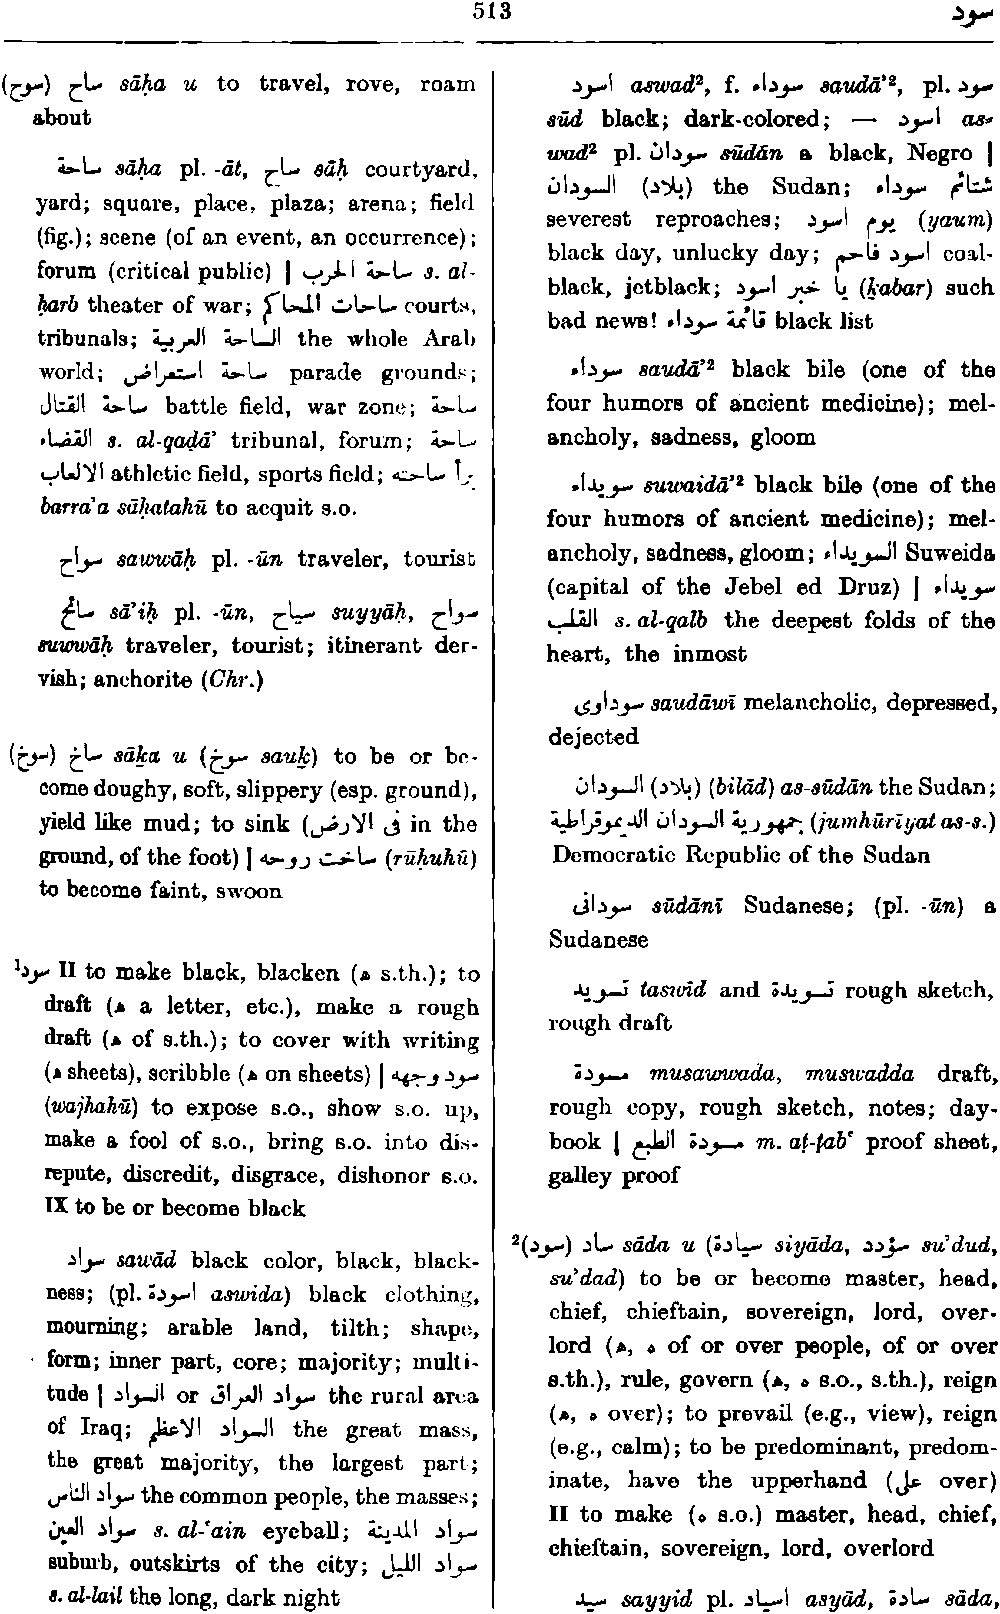 513
سود
(سوح) ساح sāḥa u to travel, rove, roam
about
ساحة sāḥa pl. -āt, ساح sāḥ courtyard,
yard; square, place, plaza; arena; field
(fig.); scene (of an event, an occurrence);
forum (critical public) | ساحة الحرب s. al-
ḥarb theater of war; ساحات المحاكم courts,
tribunals; الساحة العربية the whole Arab
world; ساحة استعراض parade grounds;
ساحة القتال battle field, war zone; ساحة
القضاء s. al-qaḍā’ tribunal, forum; ساحة
الالعاب athletic field, sports field; برأ ساحته
barra’a sāḥatahū to acquit s.o.
سواح sawwāḥ pl. -ūn traveler, tourist
سائح sā’iḥ pl. -ūn, سياح suyyāḥ, سواح
suwwāḥ traveler, tourist; itinerant der-
vish; anchorite (Chr.)
(سوخ) ساخ sāḵa u (سوخ sauḵ) to be or be-
come doughy, soft, slippery (esp. ground),
yield like mud; to sink (في الارض in the
ground, of the foot) | ساخت روحه (rūḥuhū)
to become faint, swoon
¹سود II to make black, blacken (ه s.th.); to
draft (ه a letter, etc.), make a rough
draft (ه of s.th.); to cover with writing
(ه sheets), scribble (ه on sheets) | سود وجهه
(wajhahū) to expose s.o., show s.o. up,
make a fool of s.o., bring s.o. into dis-
repute, discredit, disgrace, dishonor s.o.
IX to be or become black
سواد sawād black color, black, black-
ness; (pl. اسودة aswida) black clothing,
mourning; arable land, tilth; shape,
form; inner part, core; majority; multi-
tude | السواد or سواد العراق the rural area
of Iraq; السواد الاعظم the great mass,
the great majority, the largest part;
سواد الناس the common people, the masses;
سواد العين s. al-‘ain eyeball; سواد المدينة
suburb, outskirts of the city; سواد الليل
s. al-lail the long, dark night
اسود aswad², f. سوداء saudā’², pl. سود
sūd black; dark-colored; — اسود as-
wad² pl. سودان sūdān a black, Negro |
السودان (بلاد) the Sudan; شتائم سوداء
severest reproaches; يوم اسود (yaum)
black day, unlucky day; اسود فاحم coal-
black, jetblack; يا خبر اسود (ḵabar) such
bad news! قائمة سوداء black list
سوداء saudā’² black bile (one of the
four humors of ancient medicine); mel-
ancholy, sadness, gloom
سويداء suwaidā’² black bile (one of the
four humors of ancient medicine); mel-
ancholy, sadness, gloom; السويداء Suweida
(capital of the Jebel ed Druz) | سويداء
القلب s. al-qalb the deepest folds of the
heart, the inmost
سوداوى saudāwī melancholic, depressed,
dejected
السودان (بلاد) (bilād) as-sūdān the Sudan;
جمهورية السودان الديموقراطية (jumhūrīyat as-s.)
Democratic Republic of the Sudan
سودانى sūdānī Sudanese; (pl. -ūn) a
Sudanese
تسويد taswīd and تسويدة rough sketch,
rough draft
مسودة musawwada, muswadda draft,
rough copy, rough sketch, notes; day-
book | مسودة الطبع m. aṭ-ṭab‘ proof sheet,
galley proof
²(سود) ساد sāda u (سيادة siyāda, سؤدد su’dud,
su’dad) to be or become master, head,
chief, chieftain, sovereign, lord, over-
lord (ه, ه of or over people, of or over
s.th.), rule, govern (ه, ه s.o., s.th.), reign
(ه, ه over); to prevail (e.g., view), reign
(e.g., calm); to be predominant, predom-
inate, have the upperhand (على over)
II to make (ه s.o.) master, head, chief,
chieftain, sovereign, lord, overlord
سيد sayyid pl. اسياد asyād, سادة sāda,